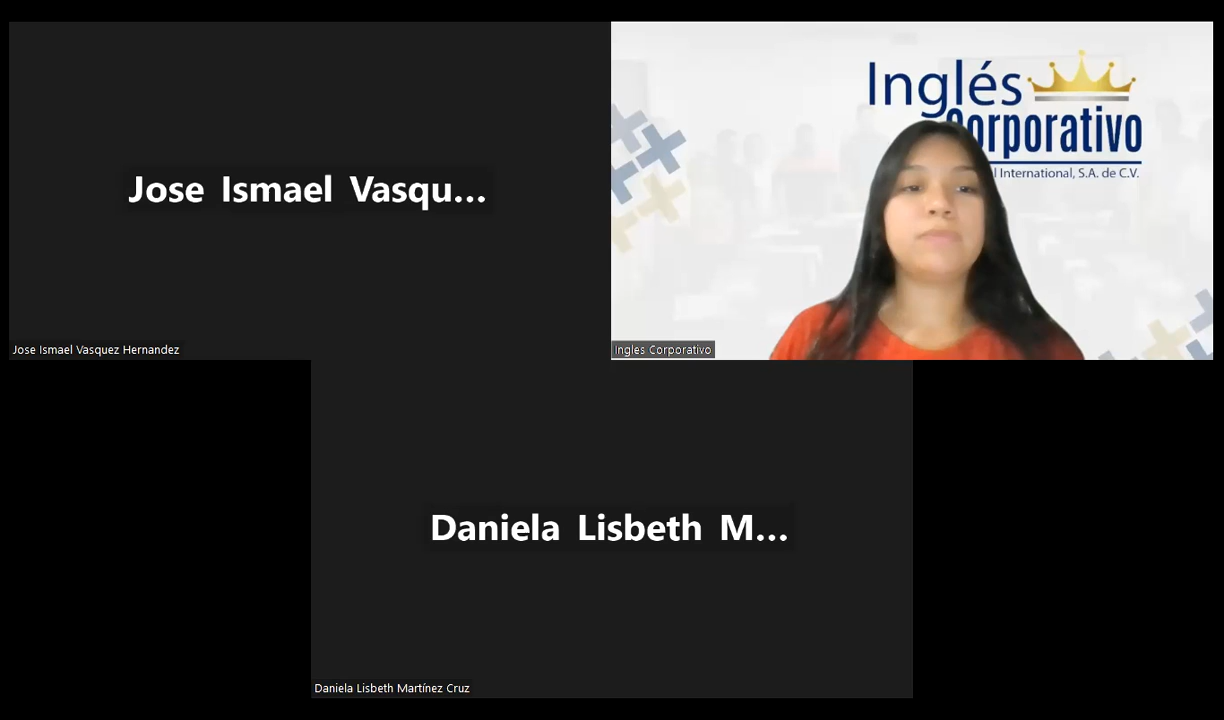 Jose Ismael Vasqu...
Jose Ismael Vasquez Hernandez
Inglés
Corporativo
l International, S.A. de C.V.
Ingles Corporativo
Daniela Lisbeth M...
Daniela Lisbeth Martínez Cruz